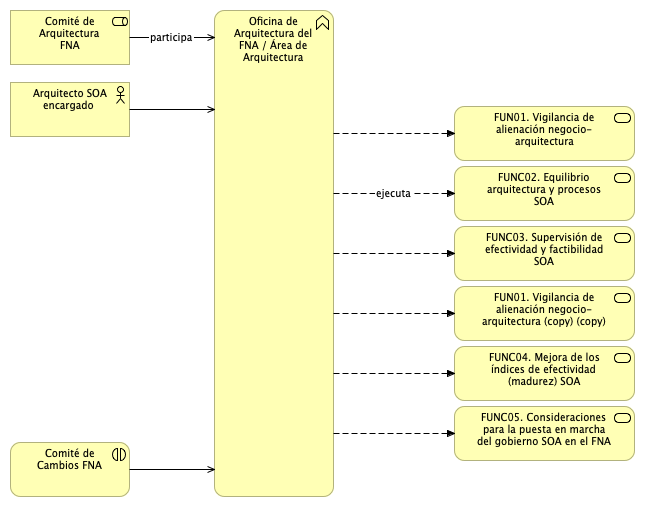 Comité de
Arquitectura
FNA
participa
Oficina de
Arquitectura del
FNA / Área de
Arquitectura
Arquitecto SOA
encargado
FUN01. Vigilancia de
alienación negocio-
arquitectura
FUNC02. Equilibrio
arquitectura y procesos
SOA
ejecuta
FUNC03. Supervisión de
efectividad y factibilidad
SOA
FUN01. Vigilancia de
alienación negocio-
arquitectura (copy) (copy)
FUNC04. Mejora de los
índices de efectividad
(madurez) SOA
FUNC05. Consideraciones
para la puesta en marcha
del gobierno SOA en el FNA
Comité de
Cambios FNA